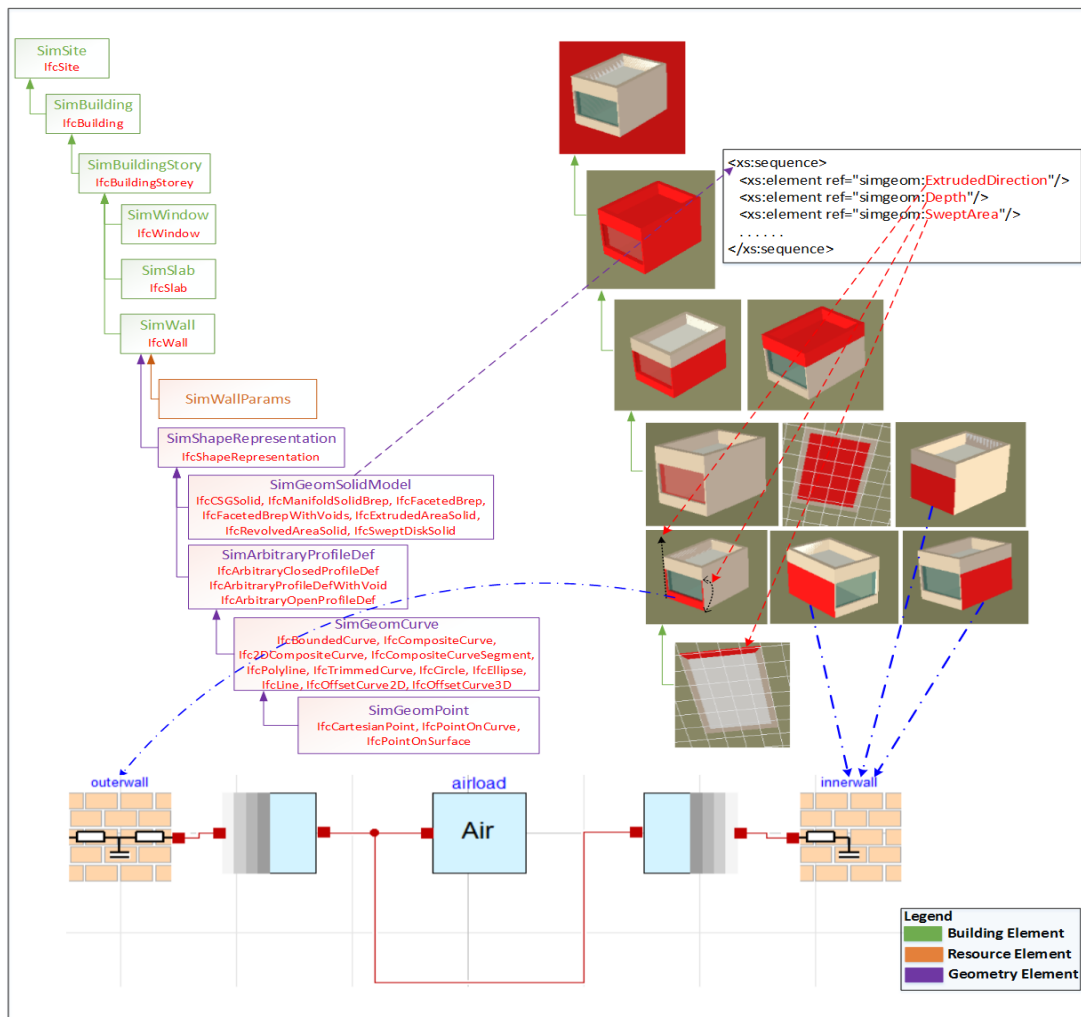 SimSite
IfcSite
SimBuilding
IfcBuilding
SimBuildingStory
IfcBuildingStorey
SimWindow
IfcWindow
SimSlab
IfcSlab
SimWall
IfcWall
SimWallParams
SimShapeRepresentation
IfcShapeRepresentation
SimGeomSolidModel
IfcCSGSolid, IfcManifoldSolidBrep, IfcFacetedBrep,
IfcFacetedBrepWithVoids, IfcExtrudedAreaSolid,
IfcRevolvedAreaSolid, IfcSweptDiskSolid
SimArbitraryProfileDef
IfcArbitraryClosedProfileDef
IfcArbitraryProfileDefWithVoid
IfcArbitraryOpenProfileDef
SimGeomCurve
IfcBoundedCurve, IfcCompositeCurve,
Ifc2DCompositeCurve, IfcCompositeCurveSegment,
IfcPolyline, IfcTrimmedCurve, IfcCircle, IfcEllipse,
IfcLine, IfcOffsetCurve2D, IfcOffsetCurve3D
SimGeomPoint
IfcCartesianPoint, IfcPointOnCurve,
IfcPointOnSurface
<xs:sequence>
<xs:element ref="simgeom:ExtrudedDirection"/>
<xs:element ref="simgeom:Depth"/>
<xs:element ref="simgeom:SweptArea"/>
. . . . . .
</xs:sequence>
outerwall
airload
innerwall
Air
Legend
Building Element
Resource Element
Geometry Element